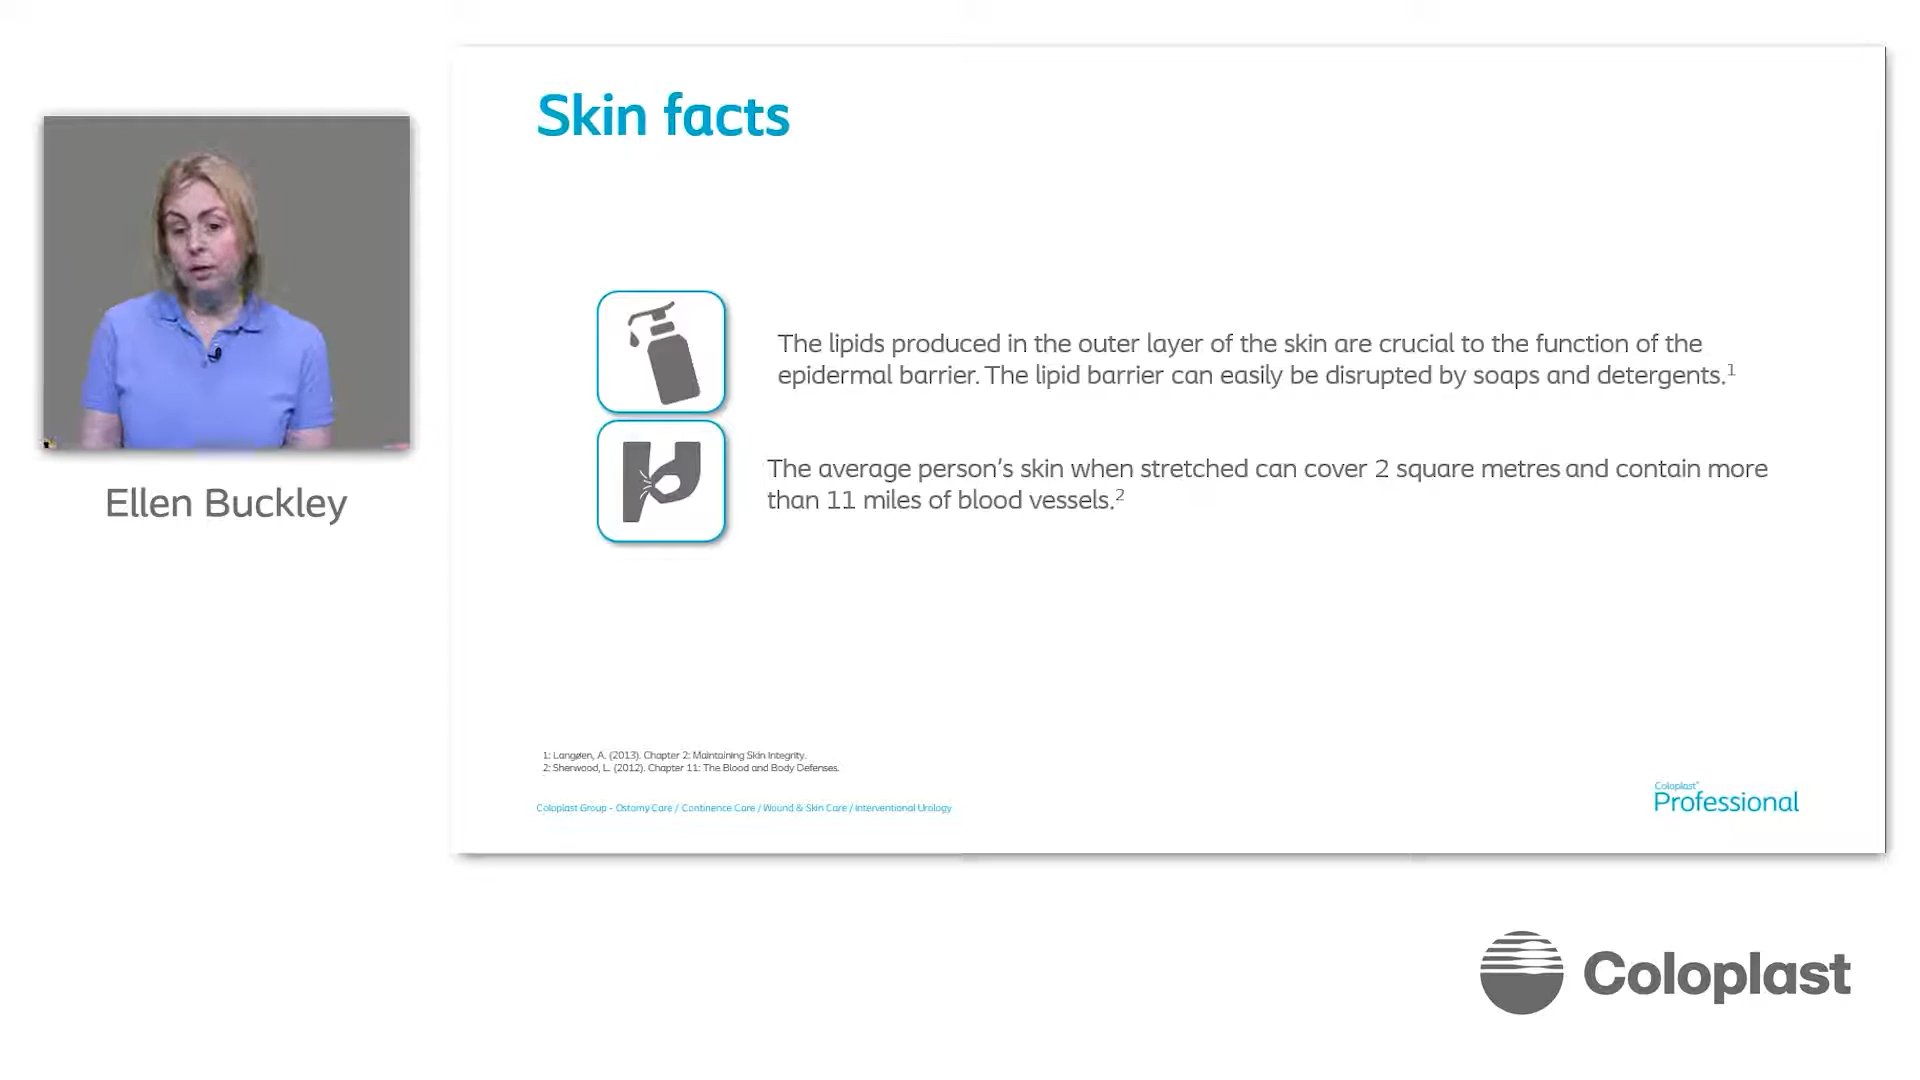 Skin facts
The lipids produced in the outer layer of the skin are crucial to the function of the
epidermal barrier. The lipid barrier can easily be disrupted by soaps and detergents.1
The average person's skin when stretched can cover 2 square metres and contain more
than 11 miles of blood vessels.2
Ellen Buckley
1: Langøen, A. (2013). Chapter 2: Maintaining Skin Integrity.
2: Sherwood, L. (2012). Chapter 11: The Blood and Body Defenses.
Coloplast Group - Ostomy Care / Continence Care / Wound & Skin Care / Interventional Urology
Coloplast®
Professional
Coloplast